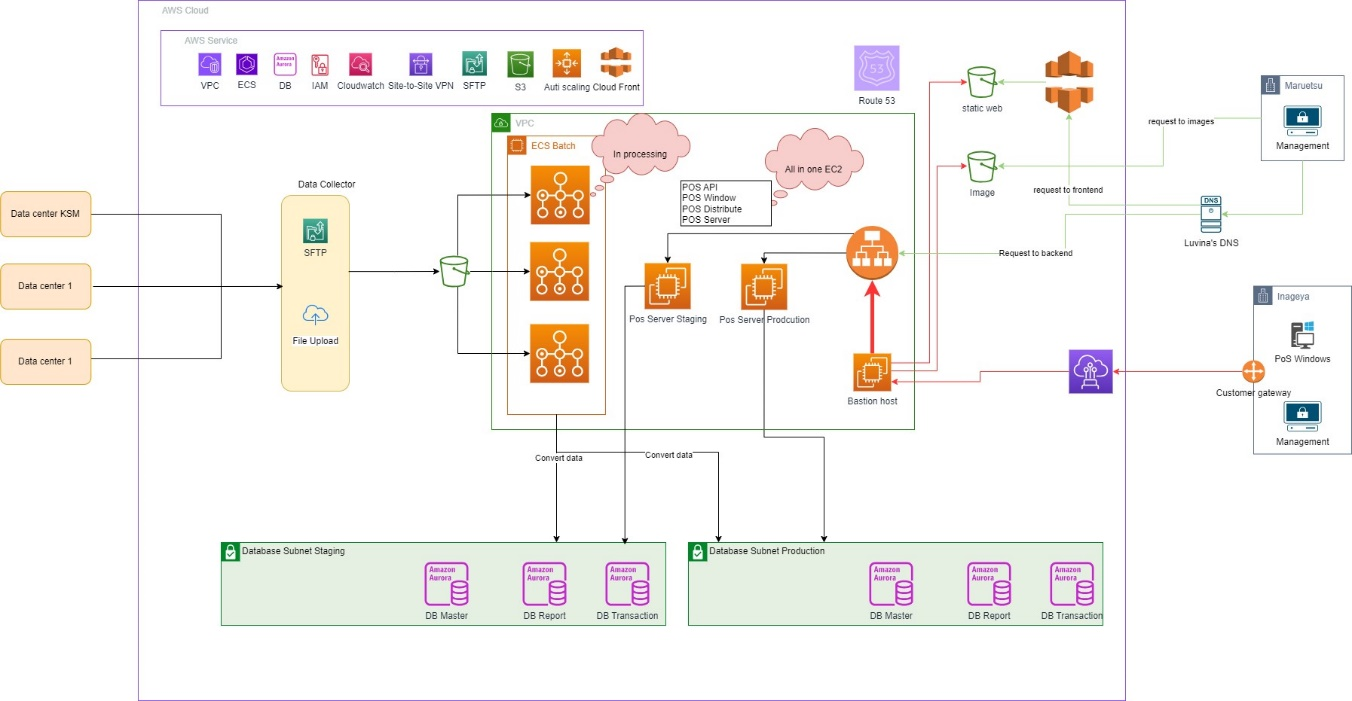 AWS Cloud
AWS Service
VPC
ECS
Amazon
Aurora
DB
IAM
Cloudwatch
Site-to-Site VPN
SFTP
S3
Auti scaling
Cloud Front
53
Route 53
static web
Image
request to images
request to frontend
Request to backend
Maruetsu
Management
DNS
Luvina's DNS
Inageya
PoS Windows
Customer gateway
Management
Data center KSM
Data center 1
Data center 1
Data Collector
SFTP
File Upload
VPC
ECS Batch
In processing
All in one EC2
POS API
POS Window
POS Distribute
POS Server
Pos Server Staging
Pos Server Prodcution
Bastion host
Convert data
Convert data
Database Subnet Staging
Amazon
Aurora
DB Master
Amazon
Aurora
DB Report
Amazon
Aurora
DB Transaction
Database Subnet Production
Amazon
Aurora
DB Master
Amazon
Aurora
DB Report
Amazon
Aurora
DB Transaction